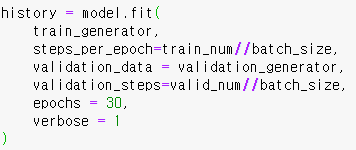 history = model.fit(
    train_generator,
    steps_per_epoch=train_num//batch_size,
    validation_data = validation_generator,
    validation_steps=valid_num//batch_size,
    epochs = 30,
    verbose = 1
)